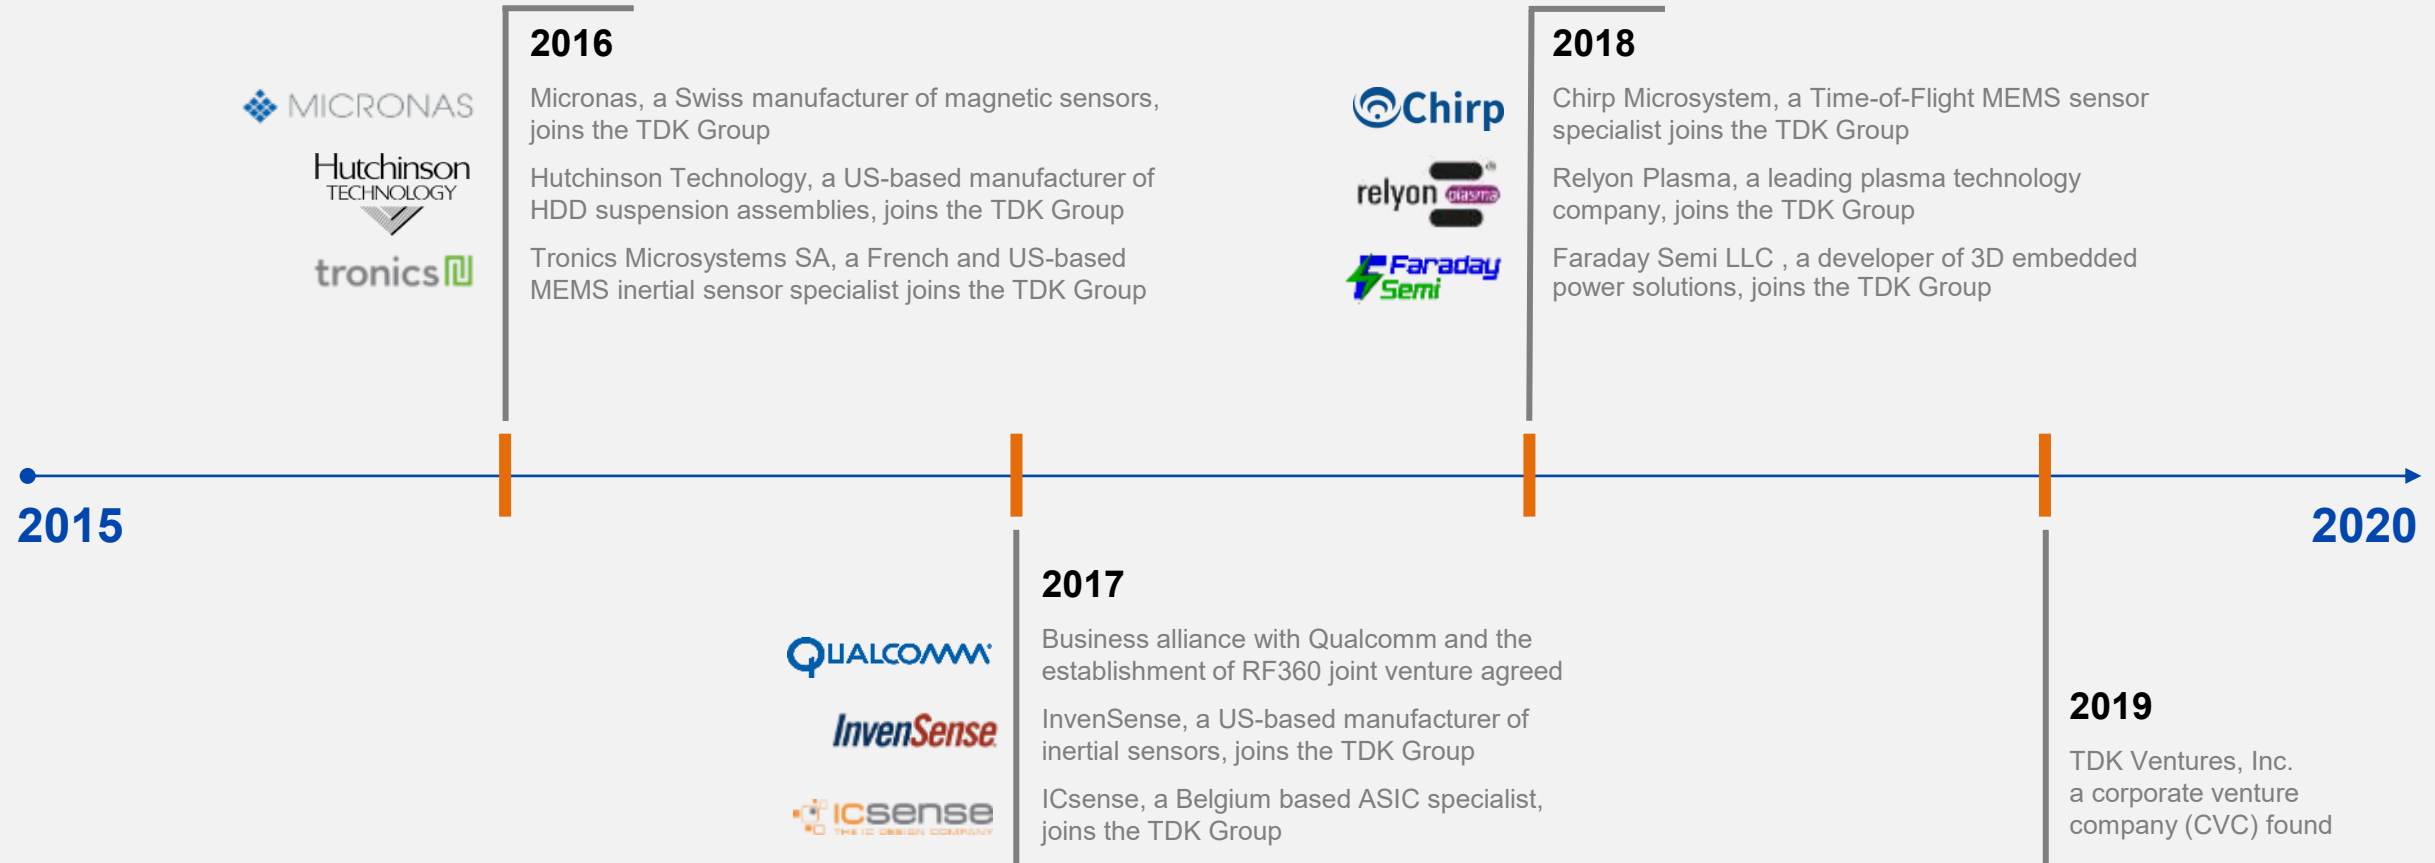 2016
MICRONAS
Micronas, a Swiss manufacturer of magnetic sensors,
joins the TDK Group
Hutchinson
TECHNOLOGY
Hutchinson Technology, a US-based manufacturer of
HDD suspension assemblies, joins the TDK Group
tronics
Tronics Microsystems SA, a French and US-based
MEMS inertial sensor specialist joins the TDK Group
2018
Chirp
Chirp Microsystem, a Time-of-Flight MEMS sensor
specialist joins the TDK Group
relyon plasma
Relyon Plasma, a leading plasma technology
company, joins the TDK Group
Faraday
Semi
Faraday Semi LLC , a developer of 3D embedded
power solutions, joins the TDK Group
2015
2020
2017
QUALCOMM
Business alliance with Qualcomm and the
establishment of RF360 joint venture agreed
InvenSense
InvenSense, a US-based manufacturer of
inertial sensors, joins the TDK Group
icsense
THE IC DESIGN COMPANY
ICsense, a Belgium based ASIC specialist,
joins the TDK Group
2019
TDK Ventures, Inc.
a corporate venture
company (CVC) found